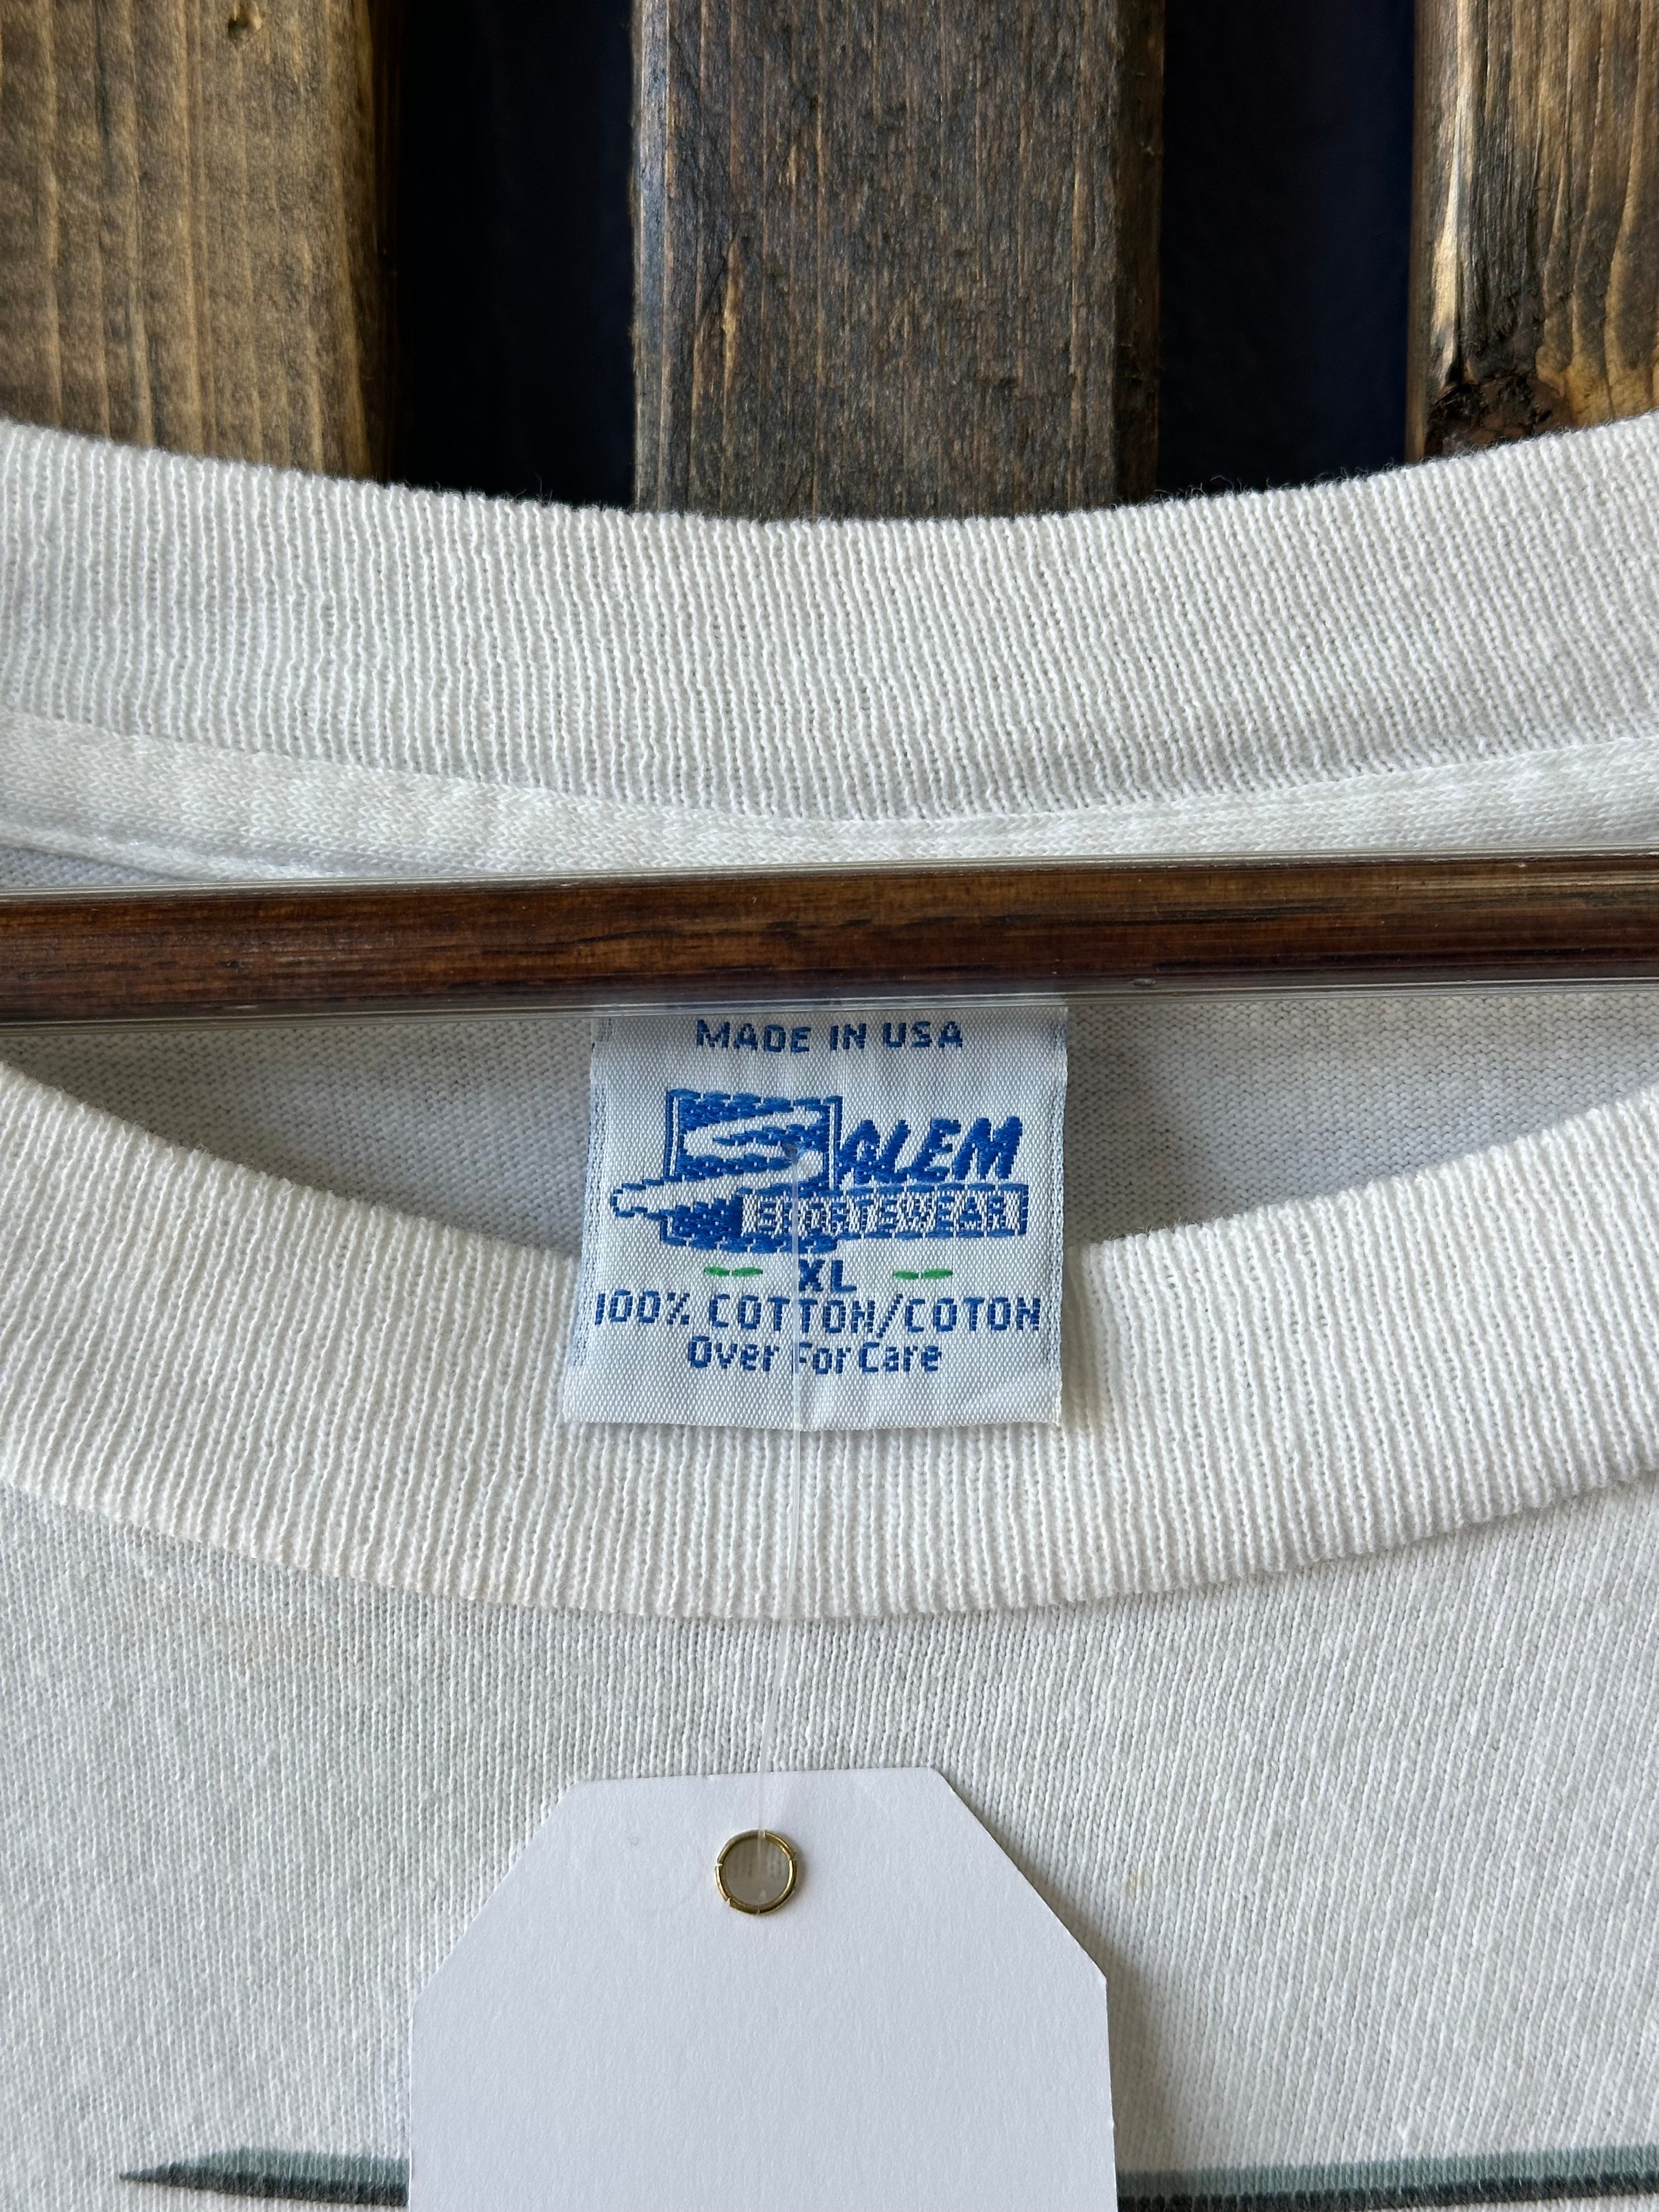 MADE IN USA
SALEM
SPORTSWEAR
XL
100% COTTON/COTON
Over For Care